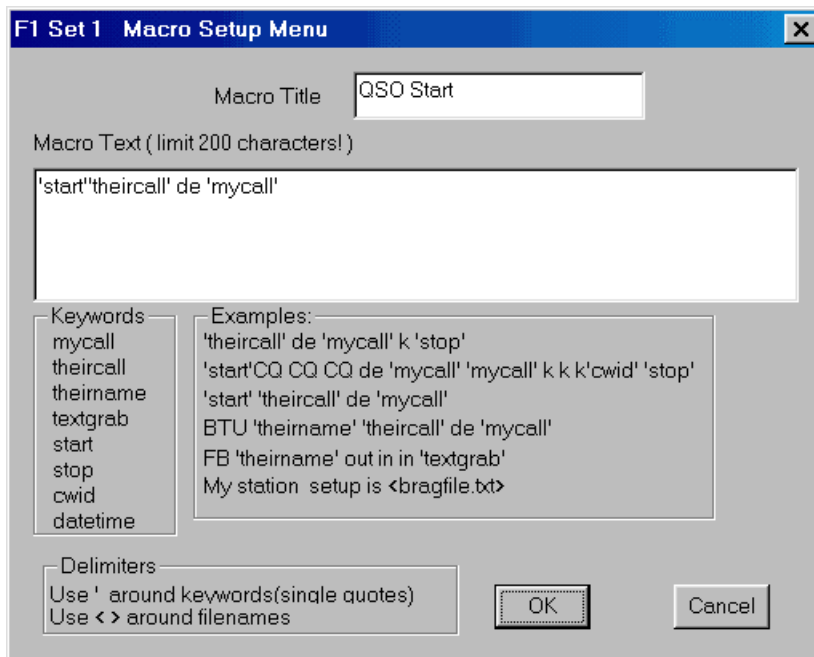 F1 Set 1 Macro Setup Menu
Macro Title QSO Start
Macro Text ( limit 200 characters! )
'start''theircall' de 'mycall'
Keywords
mycall
theircall
theirname
textgrab
start
stop
cwid
datetime
Examples:
'theircall' de 'mycall' k 'stop'
'start'CQ CQ CQ de 'mycall' 'mycall' k k k'cwid' 'stop'
'start' 'theircall' de 'mycall'
BTU 'theirname' 'theircall' de 'mycall'
FB 'theirname' out in in 'textgrab'
My station setup is <bragfile.txt>
Delimiters
Use ' around keywords(single quotes)
Use < > around filenames
OK
Cancel